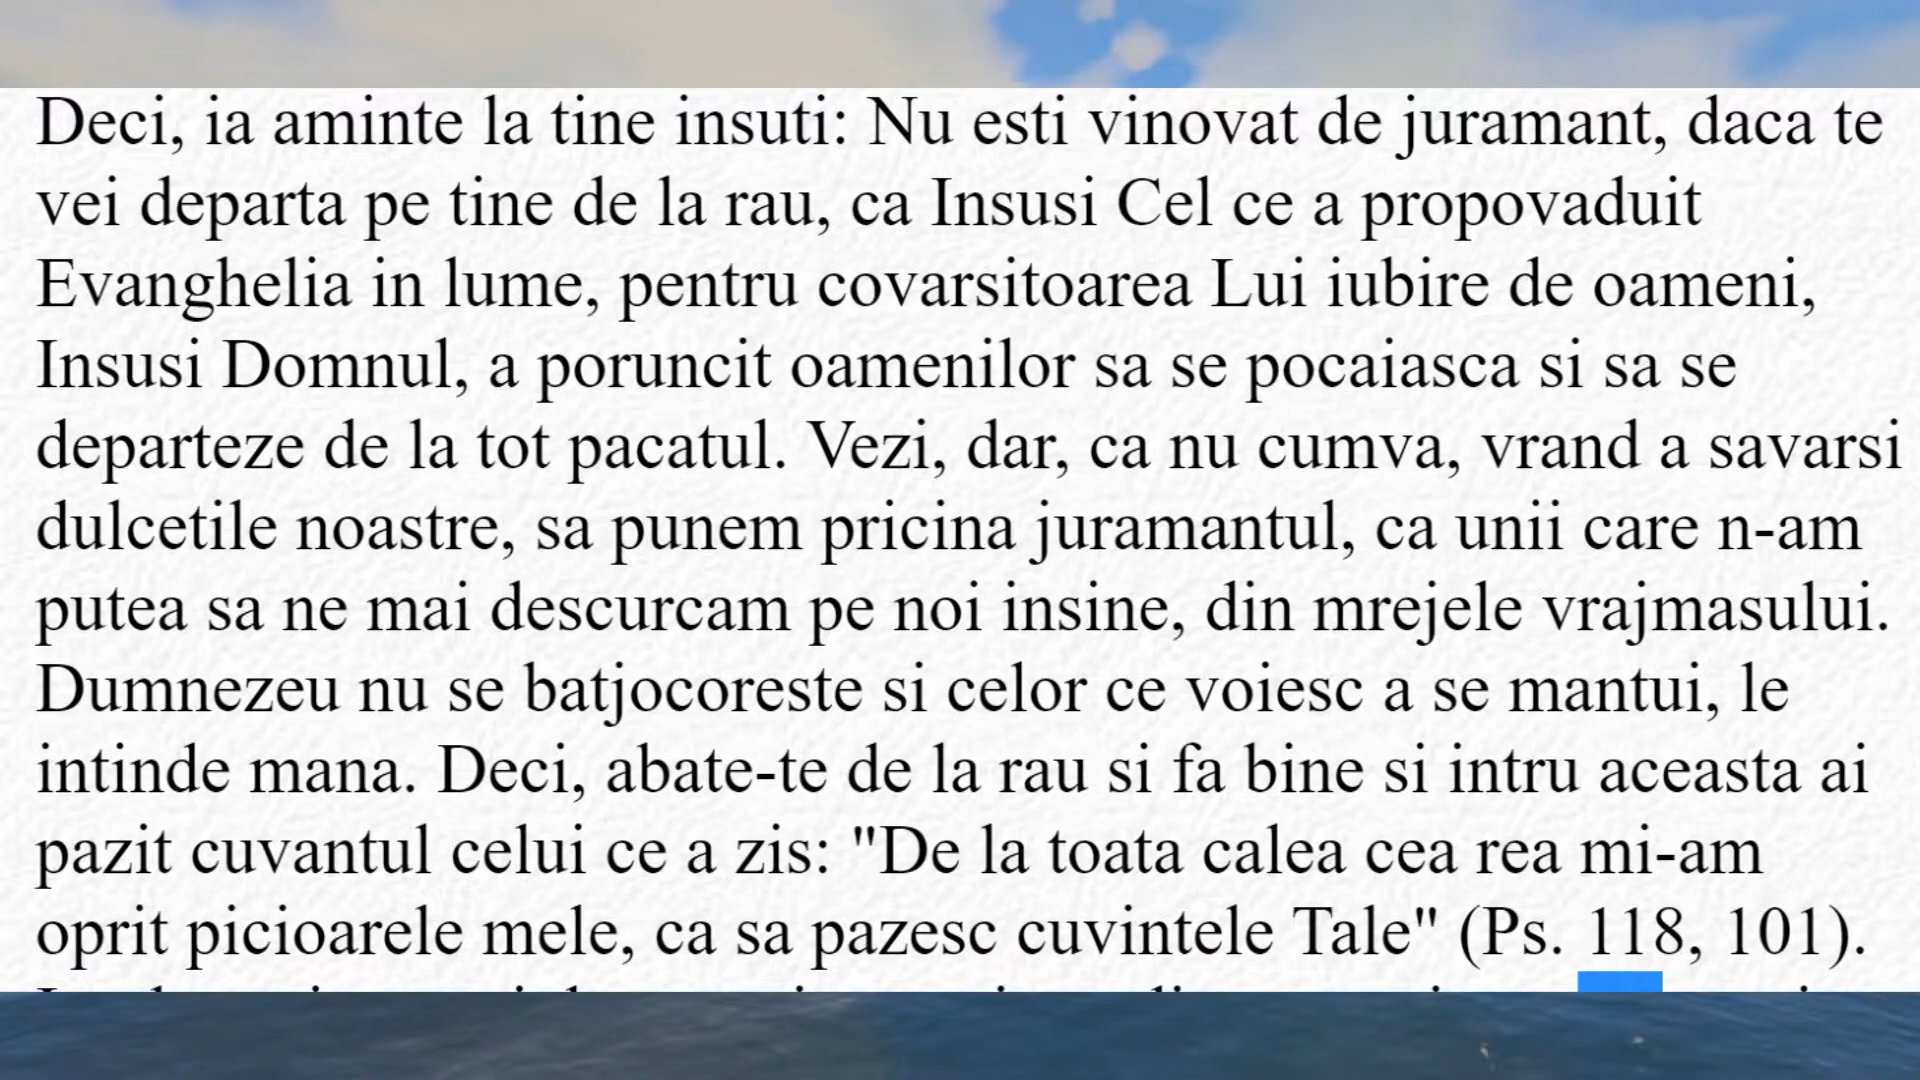 Deci, ia aminte la tine insuti: Nu esti vinovat de juramant, daca te
vei departa pe tine de la rau, ca Insusi Cel ce a propovaduit
Evanghelia in lume, pentru covarsitoarea Lui iubire de oameni,
Insusi Domnul, a poruncit oamenilor sa se pocaiasca si sa se
departeze de la tot pacatul. Vezi, dar, ca nu cumva, vrand a savarsi
dulcetile noastre, sa punem pricina juramantul, ca unii care n-am
putea sa ne mai descurcam pe noi insine, din mrejele vrajmasului.
Dumnezeu nu se batjocoreste si celor ce voiesc a se mantui, le
intinde mana. Deci, abate-te de la rau si fa bine si intru aceasta ai
pazit cuvantul celui ce a zis: "De la toata calea cea rea mi-am
oprit picioarele mele, ca sa pazesc cuvintele Tale" (Ps. 118, 101).